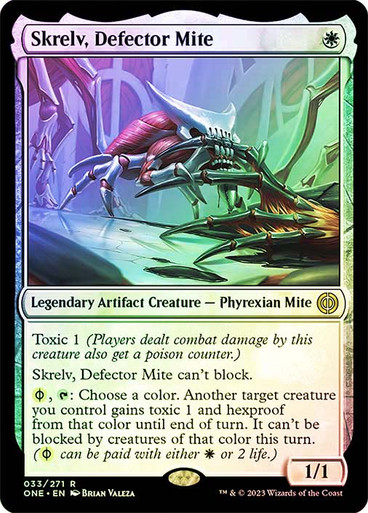 Skrelv, Defector Mite
Legendary Artifact Creature — Phyrexian Mite
Toxic 1 (Players dealt combat damage by this
creature also get a poison counter.)
Skrelv, Defector Mite can't block.
, : Choose a color. Another target creature
you control gains toxic 1 and hexproof
from that color until end of turn. It can't be
blocked by creatures of that color this turn.
( can be paid with either or 2 life.)
1/1
033/271 R
ONE • EN Brian Valeza
™ & © 2023 Wizards of the Coast